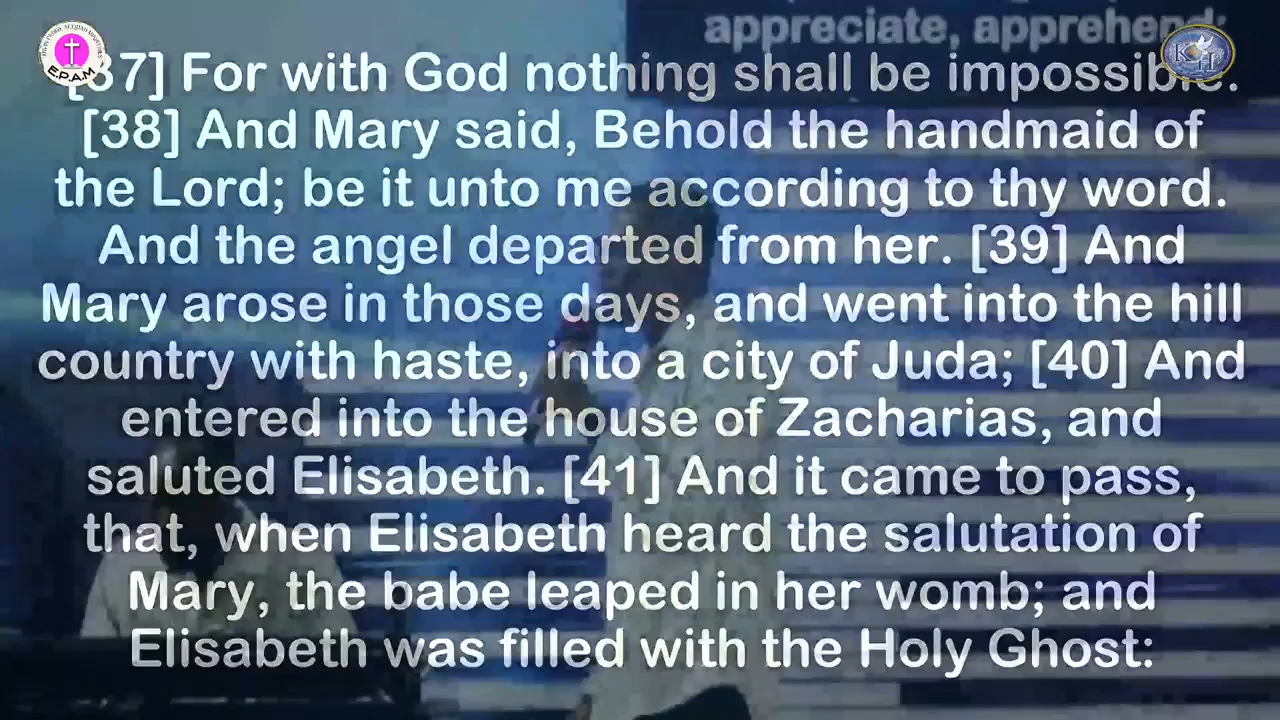 appreciate, apprehend;
[37] For with God nothing shall be impossible.
[38] And Mary said, Behold the handmaid of
the Lord; be it unto me according to thy word.
And the angel departed from her. [39] And
Mary arose in those days, and went into the hill
country with haste, into a city of Juda; [40] And
entered into the house of Zacharias, and
saluted Elisabeth. [41] And it came to pass,
that, when Elisabeth heard the salutation of
Mary, the babe leaped in her womb; and
Elisabeth was filled with the Holy Ghost:
E.P.A.M